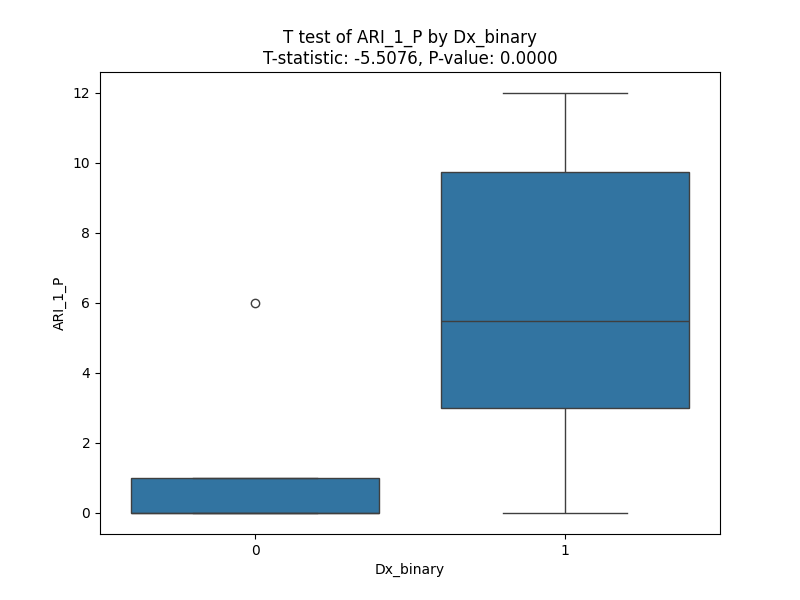 T test of ARI_1_P by Dx_binary
T-statistic: -5.5076, P-value: 0.0000
12
10
8
6
4
2
0
ARI_1_P
0
1
Dx_binary